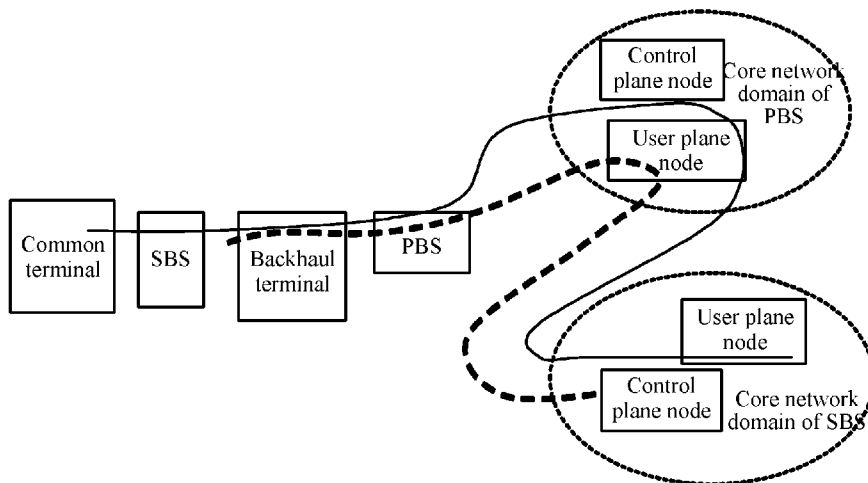 Control
plane node
Core network
domain of
PBS
User plane
node
Common
terminal
SBS
Backhaul
terminal
PBS
User plane
node
Control
plane node
Core network
domain of SBS